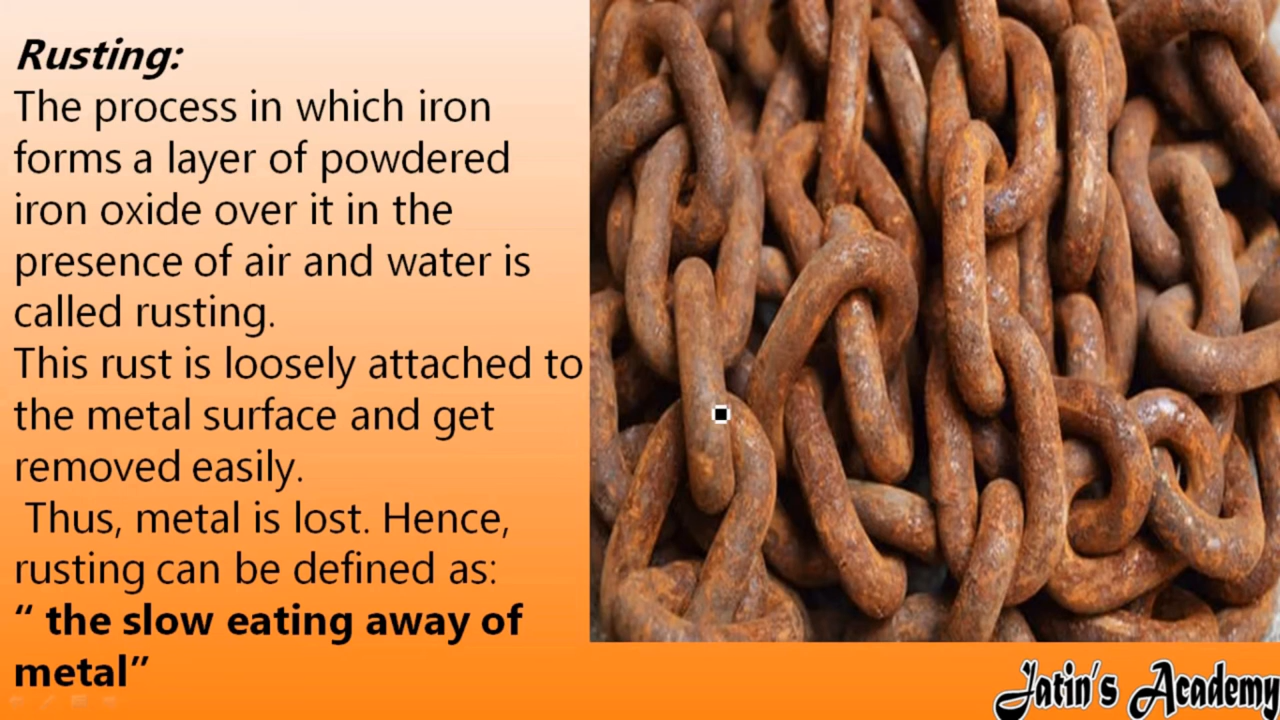 Rusting:
The process in which iron
forms a layer of powdered
iron oxide over it in the
presence of air and water is
called rusting.
This rust is loosely attached to
the metal surface and get
removed easily.
Thus, metal is lost. Hence,
rusting can be defined as:
“ the slow eating away of
metal”
Jatin's Academy